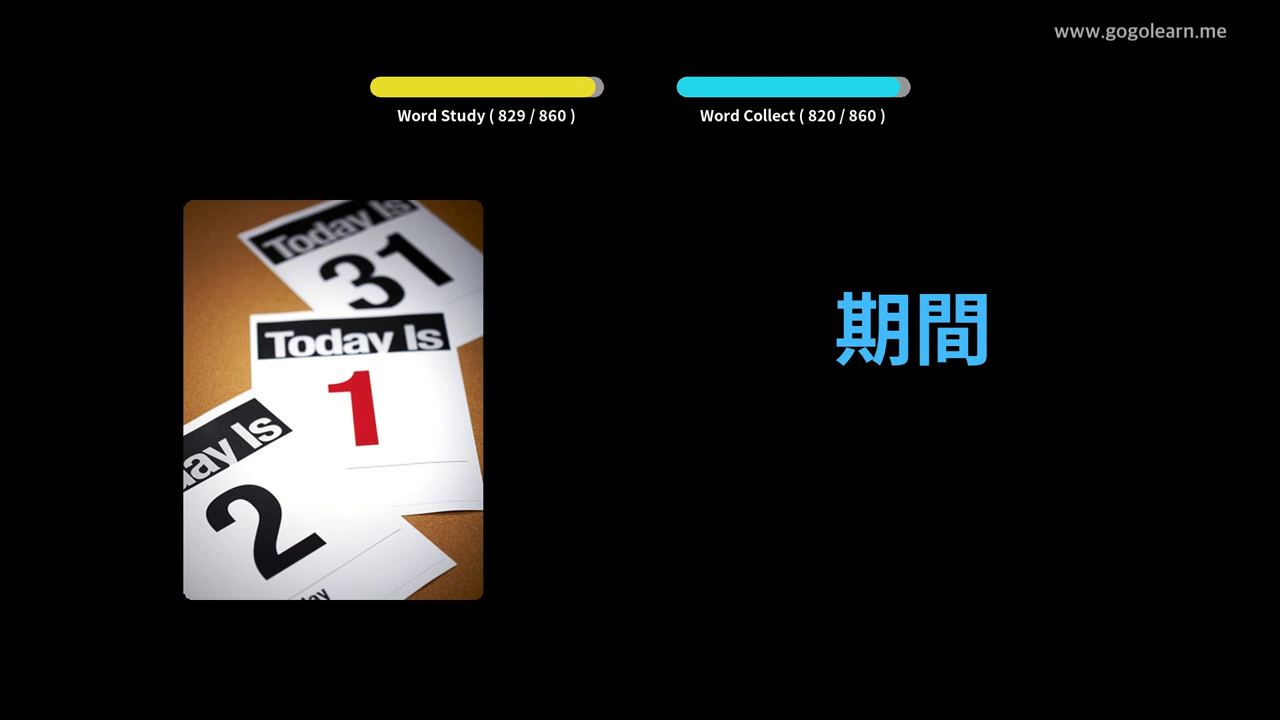 www.gogolearn.me
Word Study ( 829 / 860 )
Word Collect ( 820 / 860 )
Today Is
31
Today Is
1
day Is
2
期間